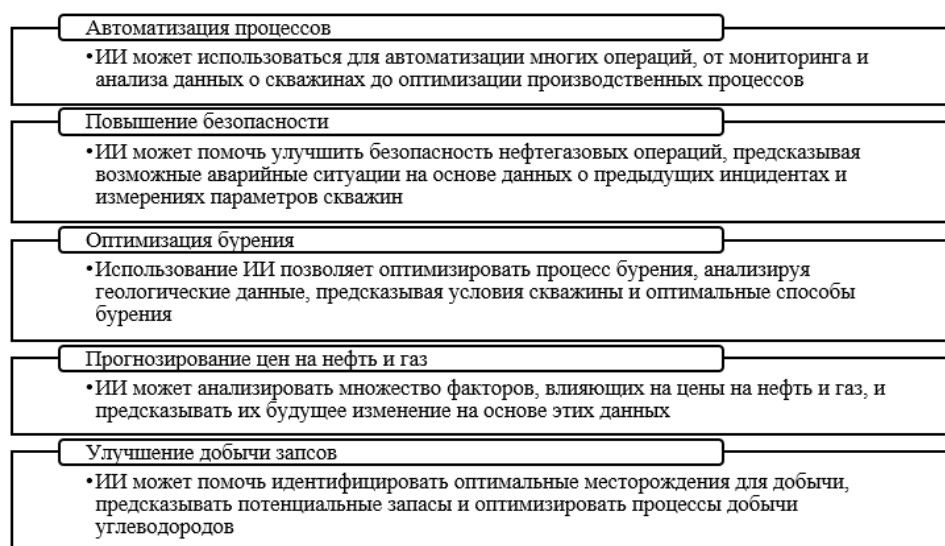 Автоматизация процессов
•ИИ может использоваться для автоматизации многих операций, от мониторинга и
анализа данных о скважинах до оптимизации производственных процессов
Повышение безопасности
•ИИ может помочь улучшить безопасность нефтегазовых операций, предсказывая
возможные аварийные ситуации на основе данных о предыдущих инцидентах и
измерениях параметров скважин
Оптимизация бурения
•Использование ИИ позволяет оптимизировать процесс бурения, анализируя
геологические данные, предсказывая условия скважины и оптимальные способы
бурения
Прогнозирование цен на нефть и газ
•ИИ может анализировать множество факторов, влияющих на цены на нефть и газ, и
предсказывать их будущее изменение на основе этих данных
Улучшение добычи запсов
•ИИ может помочь идентифицировать оптимальные месторождения для добычи,
предсказывать потенциальные запасы и оптимизировать процессы добычи
углеводородов